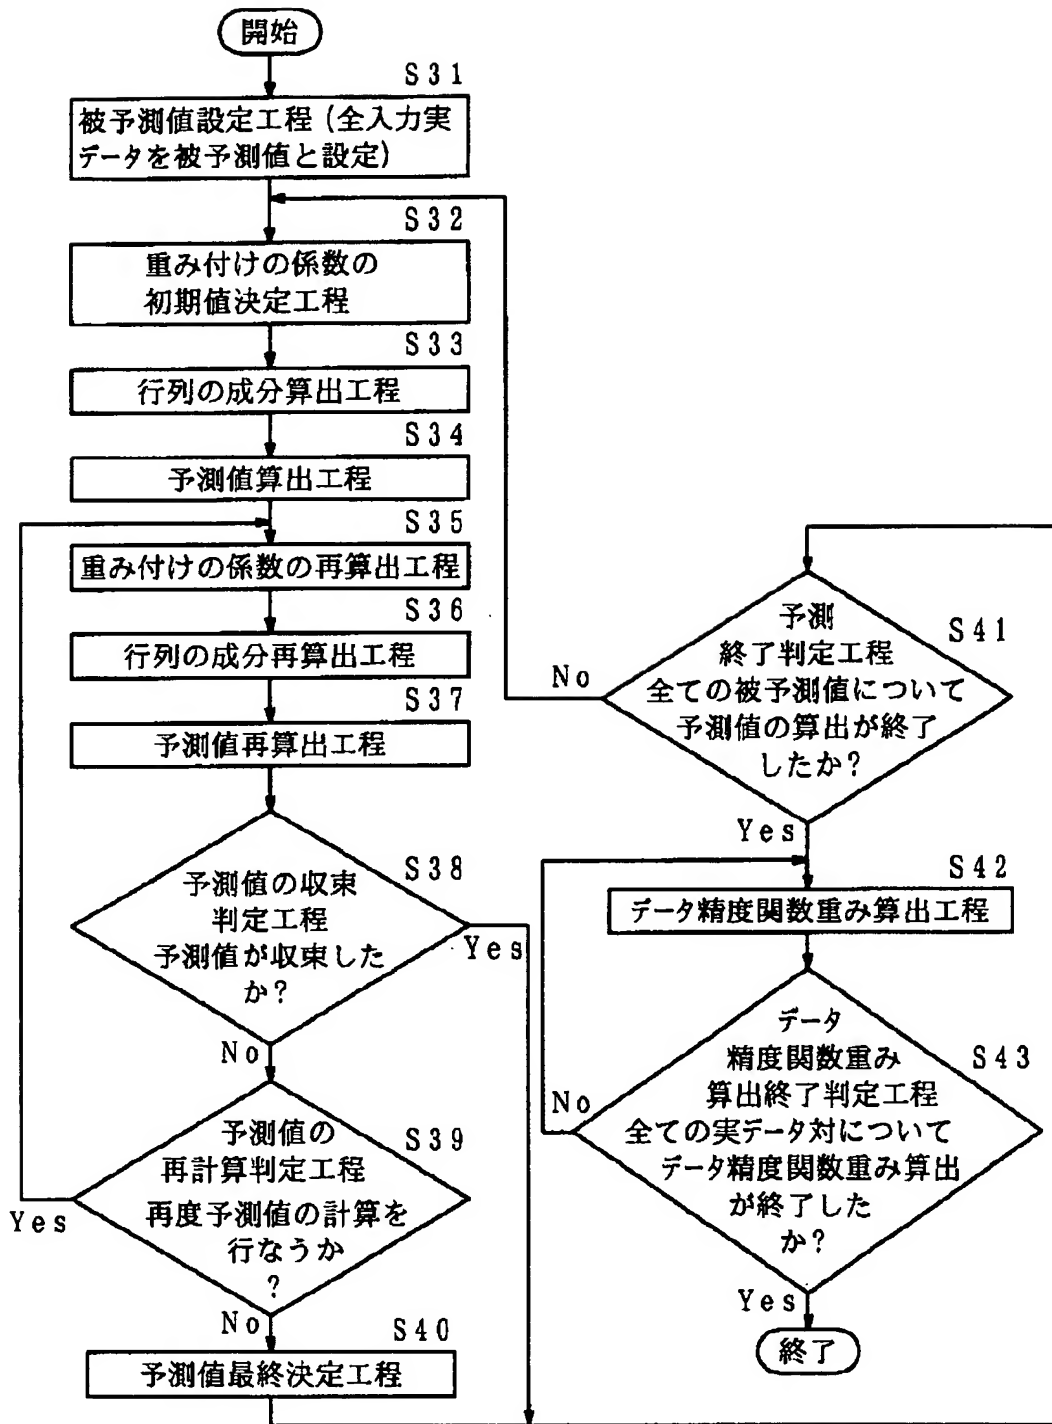 開始
S31
被予測値設定工程(全入力実
データを被予測値と設定)
S32
重み付けの係数の
初期値決定工程
S33
行列の成分算出工程
S34
予測値算出工程
S35
重み付けの係数の再算出工程
S36
行列の成分再算出工程
S37
予測値再算出工程
S38
予測値の収束
判定工程
予測値が収束した
か?
Yes
No
S39
予測値の
再計算判定工程
再度予測値の計算を
行なうか
?
Yes
No
S40
予測値最終決定工程
S41
予測
終了判定工程
全ての被予測値について
予測値の算出が終了
したか?
No
Yes
S42
データ精度関数重み算出工程
S43
データ
精度関数重み
算出終了判定工程
全ての実データ対について
データ精度関数重み算出
が終了した
か?
No
Yes
終了